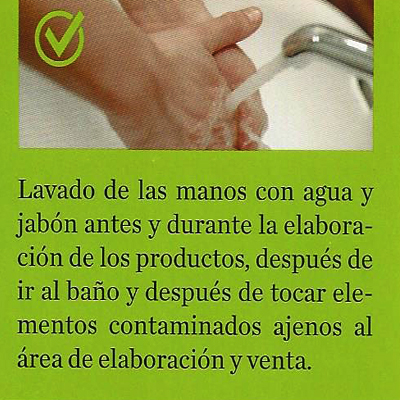 Lavado de las manos con agua y
jabón antes y durante la elabora-
ción de los productos, después de
ir al baño y después de tocar ele-
mentos contaminados ajenos al
área de elaboración y venta.